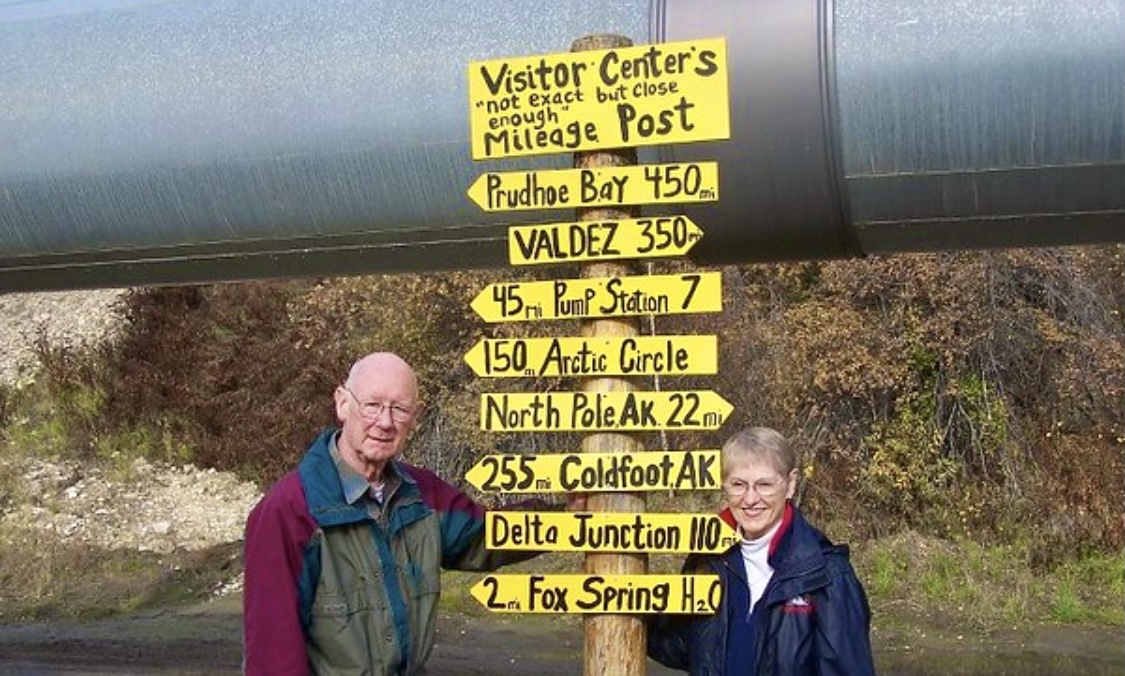 Visitor Center's
"not exact but close
enough"
Mileage Post
Prudhoe Bay 450mi
VALDEZ 350mi
45mi Pump Station 7
150m Arctic Circle
North Pole, AK. 22mi
255mi Coldfoot, AK
Delta Junction 110mi
2mi Fox Spring H2O